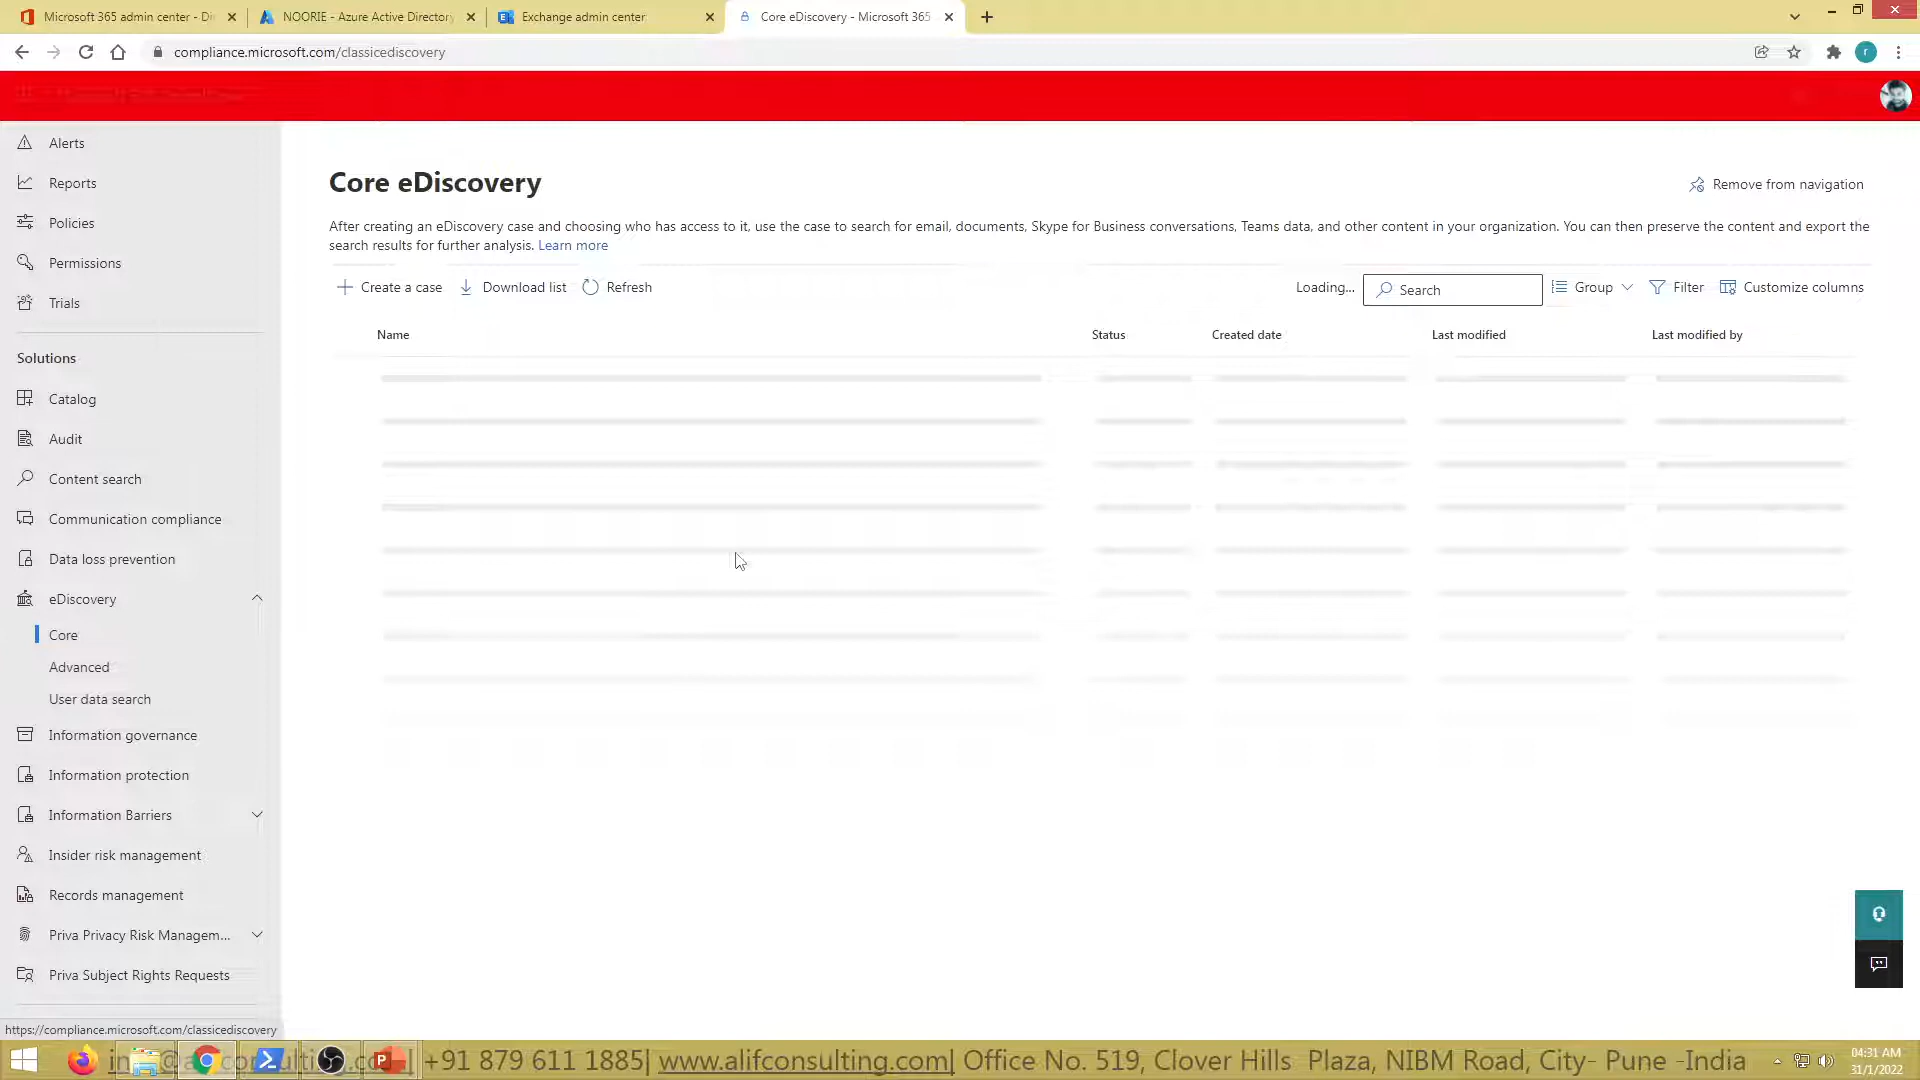 Microsoft 365 admin center - Di
NOORIE - Azure Active Directory
Exchange admin center
Core eDiscovery - Microsoft 365
compliance.microsoft.com/classicediscovery
r
Alerts
Reports
Policies
Permissions
Trials
Solutions
Catalog
Audit
Content search
Communication compliance
Data loss prevention
eDiscovery
Core
Advanced
User data search
Information governance
Information protection
Information Barriers
Insider risk management
Records management
Priva Privacy Risk Managem...
Priva Subject Rights Requests
Core eDiscovery
Remove from navigation
After creating an eDiscovery case and choosing who has access to it, use the case to search for email, documents, Skype for Business conversations, Teams data, and other content in your organization. You can then preserve the content and export the
search results for further analysis. Learn more
Create a case
Download list
Refresh
Loading...
Search
Group
Filter
Customize columns
Name
Status
Created date
Last modified
Last modified by
https://compliance.microsoft.com/classicediscovery
| +91 879 611 1885| www.alifconsulting.com| Office No. 519, Clover Hills Plaza, NIBM Road, City- Pune -India
04:31 AM
31/1/2022